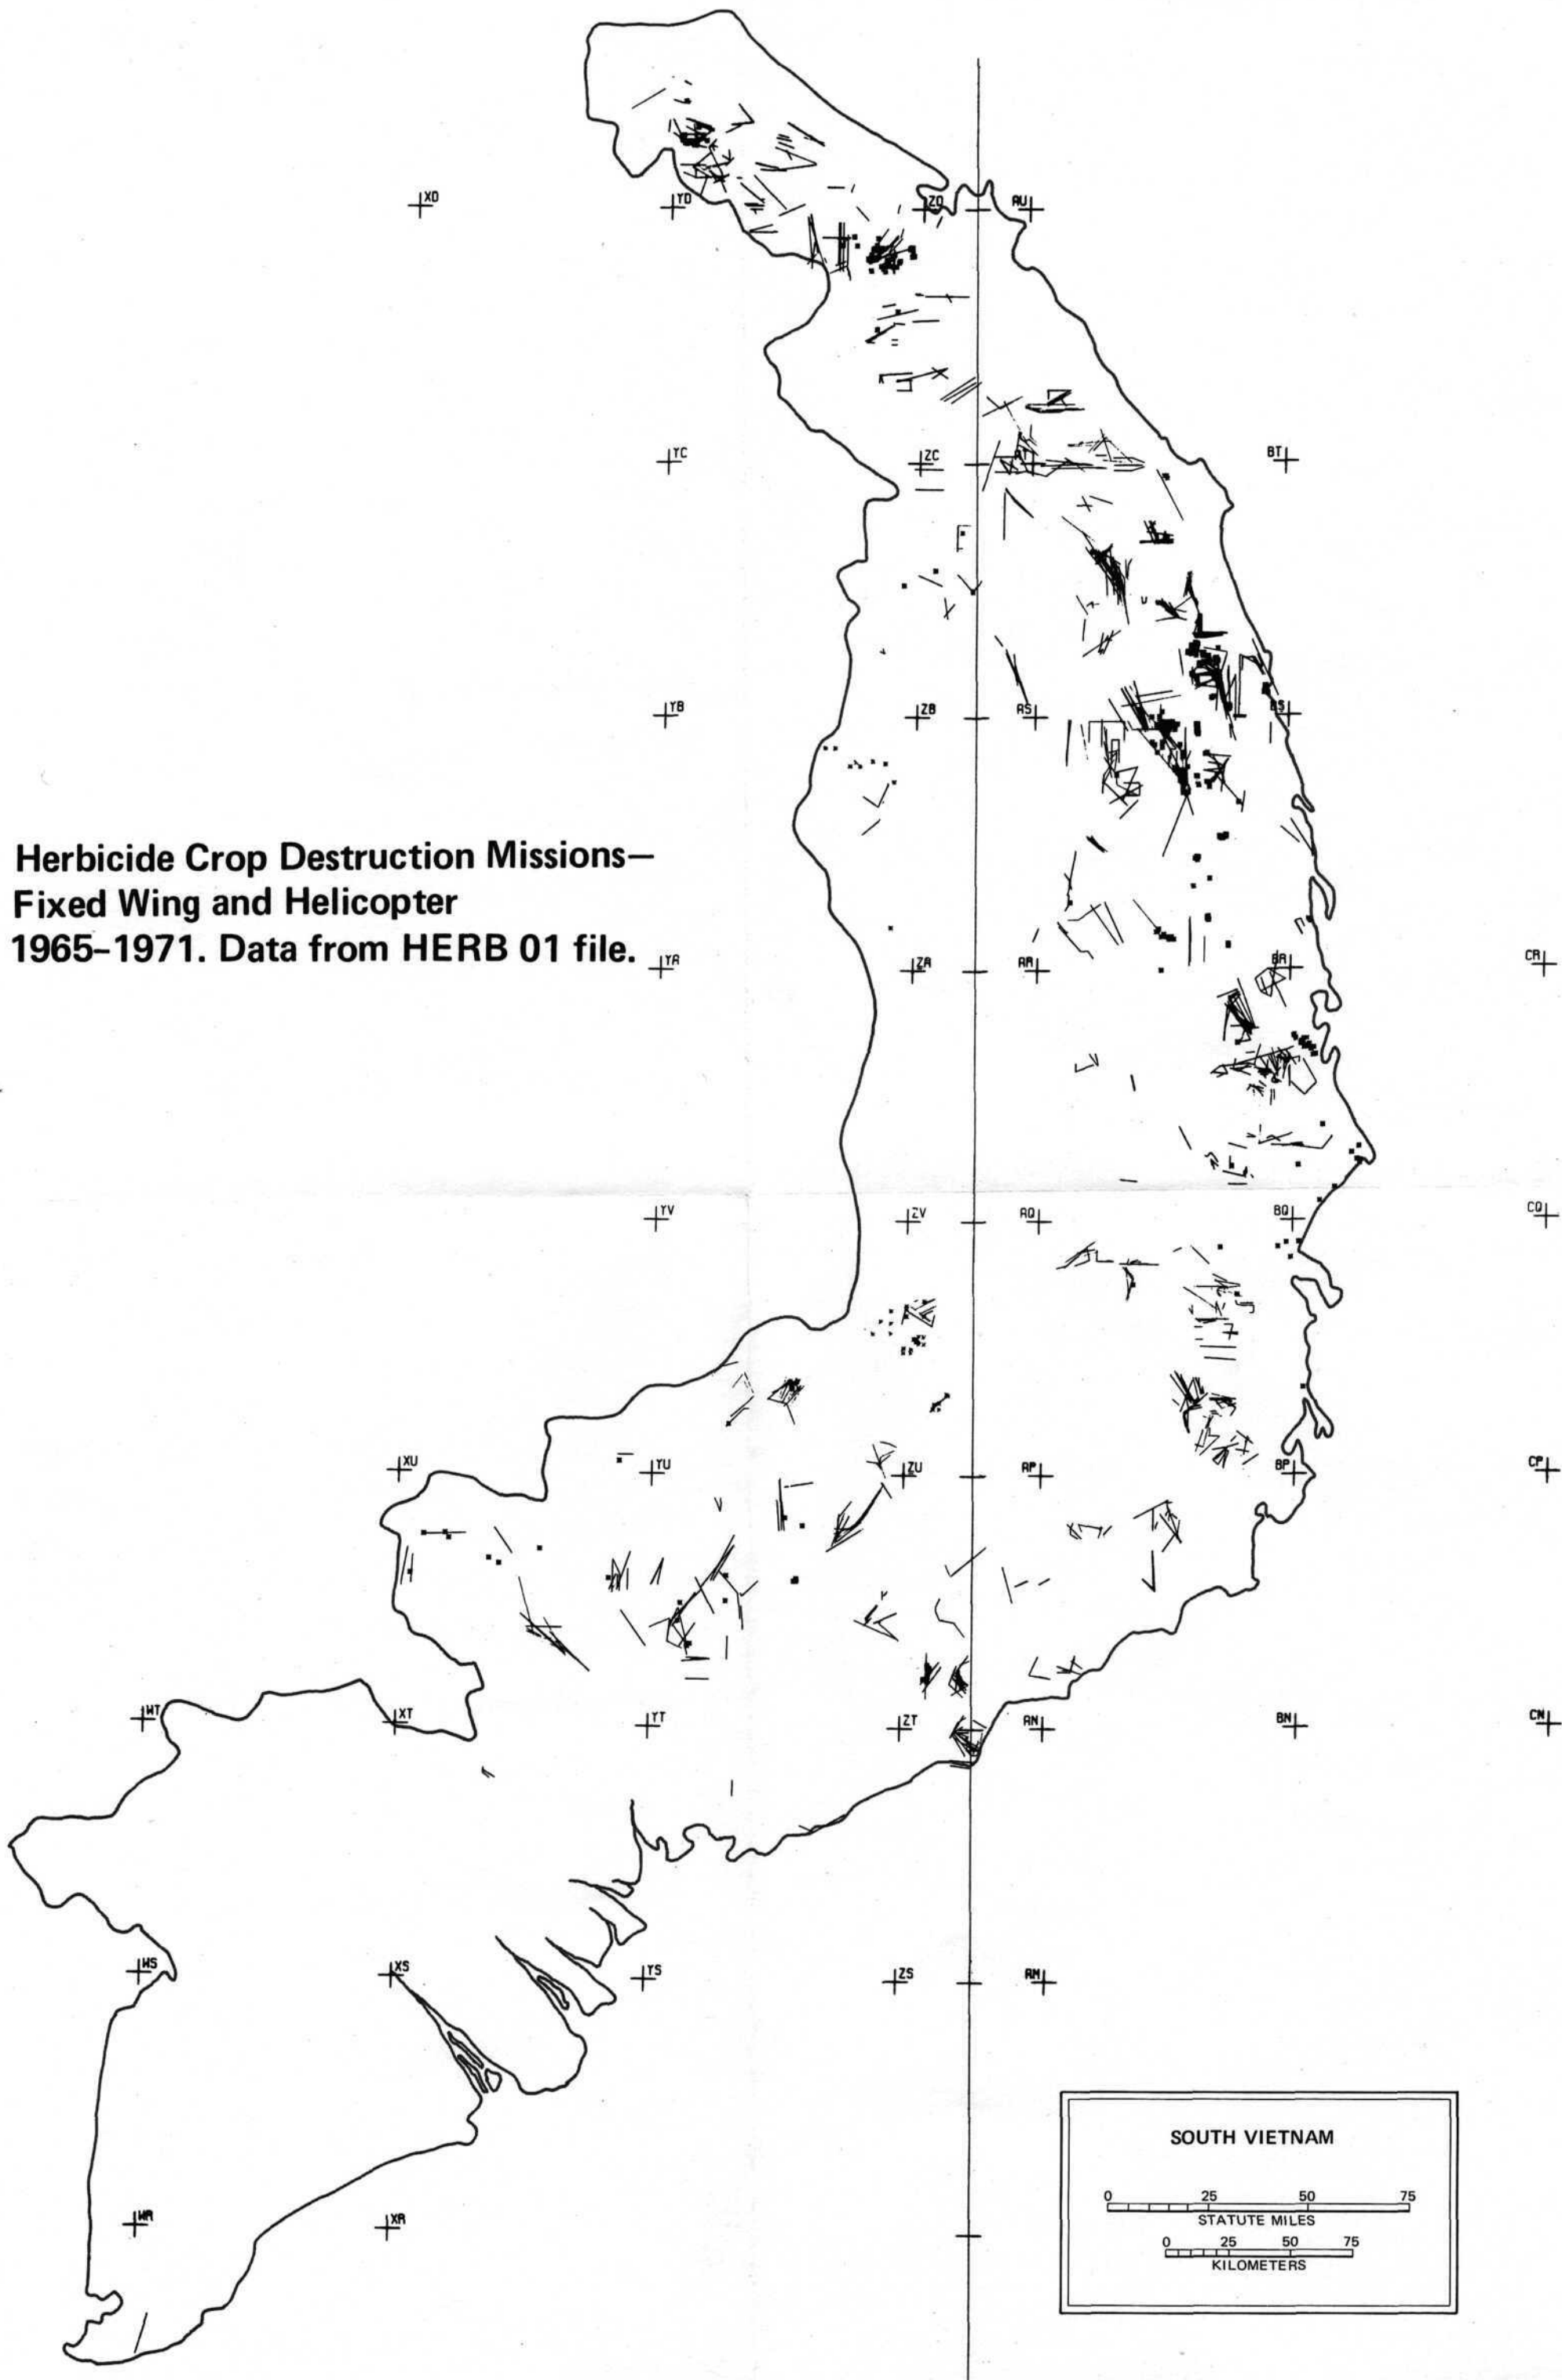 XD
YD
ZD
AU
YC
ZC
AT
BT
YB
ZB
AS
BS
Herbicide Crop Destruction Missions—
Fixed Wing and Helicopter
1965–1971. Data from HERB 01 file.
YA
ZA
AR
BR
CR
YV
ZV
AQ
BQ
CQ
XU
YU
ZU
AP
BP
CP
WT
XT
YT
ZT
AN
BN
CN
WS
XS
YS
ZS
AM
WR
XR
SOUTH VIETNAM
0 25 50 75
STATUTE MILES
0 25 50 75
KILOMETERS